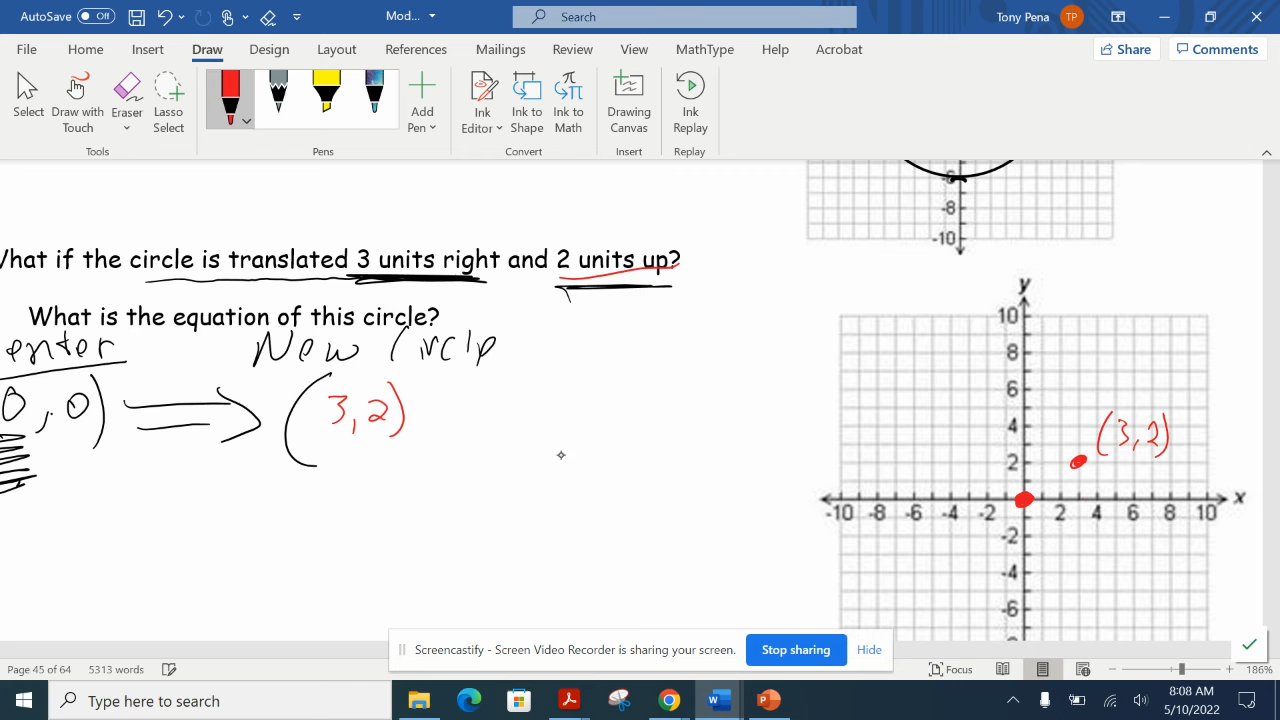 AutoSave Off Mod... Search Tony Pena TP
File Home Insert Draw Design Layout References Mailings Review View MathType Help Acrobat Share Comments
Select Draw with Touch Eraser Lasso Select Add Pen Ink Editor Ink to Shape Ink to Math Drawing Canvas Ink Replay
Tools Pens Convert Insert Replay
-6
-8
-10
hat if the circle is translated 3 units right and 2 units up?
What is the equation of this circle?
enter New Circle
0, 0) (3, 2)
y
10
8
6
4 (3, 2)
2
-10 -8 -6 -4 -2 2 4 6 8 10 x
-2
-4
-6
Screencastify - Screen Video Recorder is sharing your screen. Stop sharing Hide
Page 45 of 64 5313 words Focus 186%
Type here to search 8:08 AM
5/10/2022